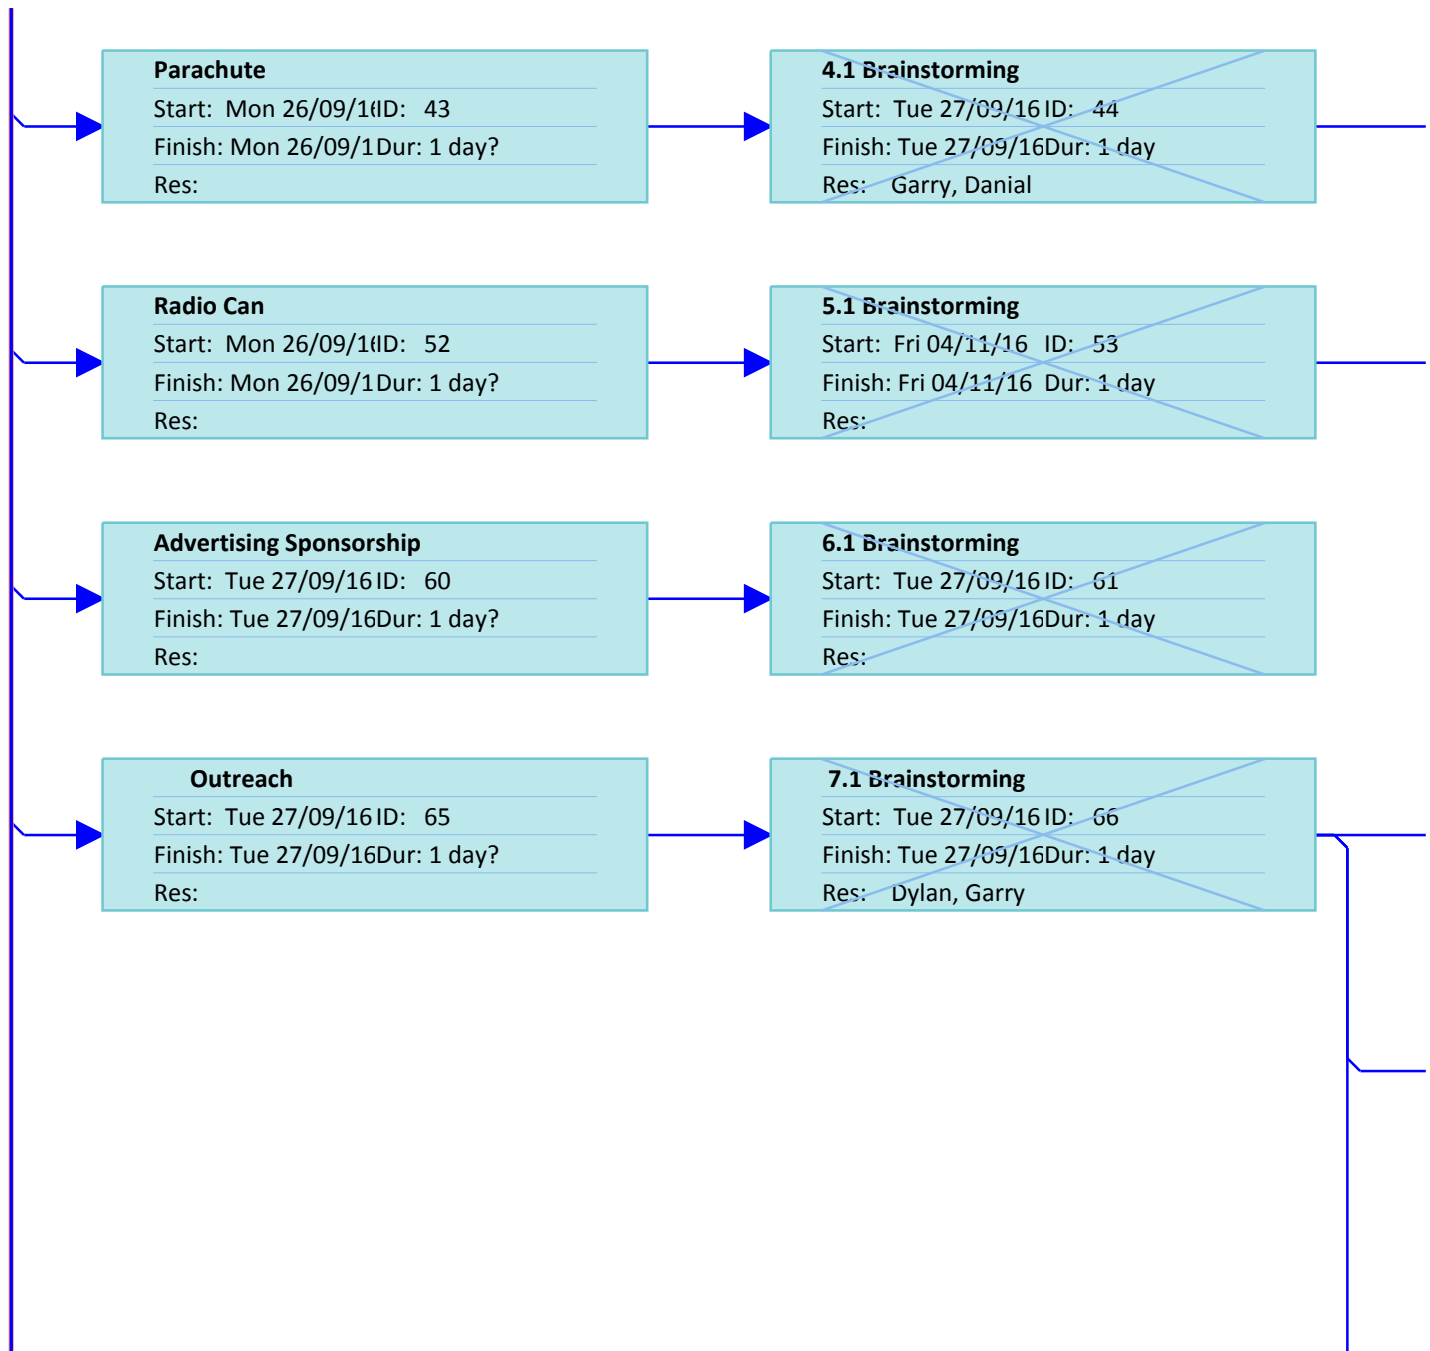 Parachute
Start: Mon 26/09/16 ID: 43
Finish: Mon 26/09/1 Dur: 1 day?
Res:
4.1 Brainstorming
Start: Tue 27/09/16 ID: 44
Finish: Tue 27/09/16 Dur: 1 day
Res: Garry, Danial
Radio Can
Start: Mon 26/09/16 ID: 52
Finish: Mon 26/09/1 Dur: 1 day?
Res:
5.1 Brainstorming
Start: Fri 04/11/16 ID: 53
Finish: Fri 04/11/16 Dur: 1 day
Res:
Advertising Sponsorship
Start: Tue 27/09/16 ID: 60
Finish: Tue 27/09/16 Dur: 1 day?
Res:
6.1 Brainstorming
Start: Tue 27/09/16 ID: 61
Finish: Tue 27/09/16 Dur: 1 day
Res:
Outreach
Start: Tue 27/09/16 ID: 65
Finish: Tue 27/09/16 Dur: 1 day?
Res:
7.1 Brainstorming
Start: Tue 27/09/16 ID: 66
Finish: Tue 27/09/16 Dur: 1 day
Res: Dylan, Garry